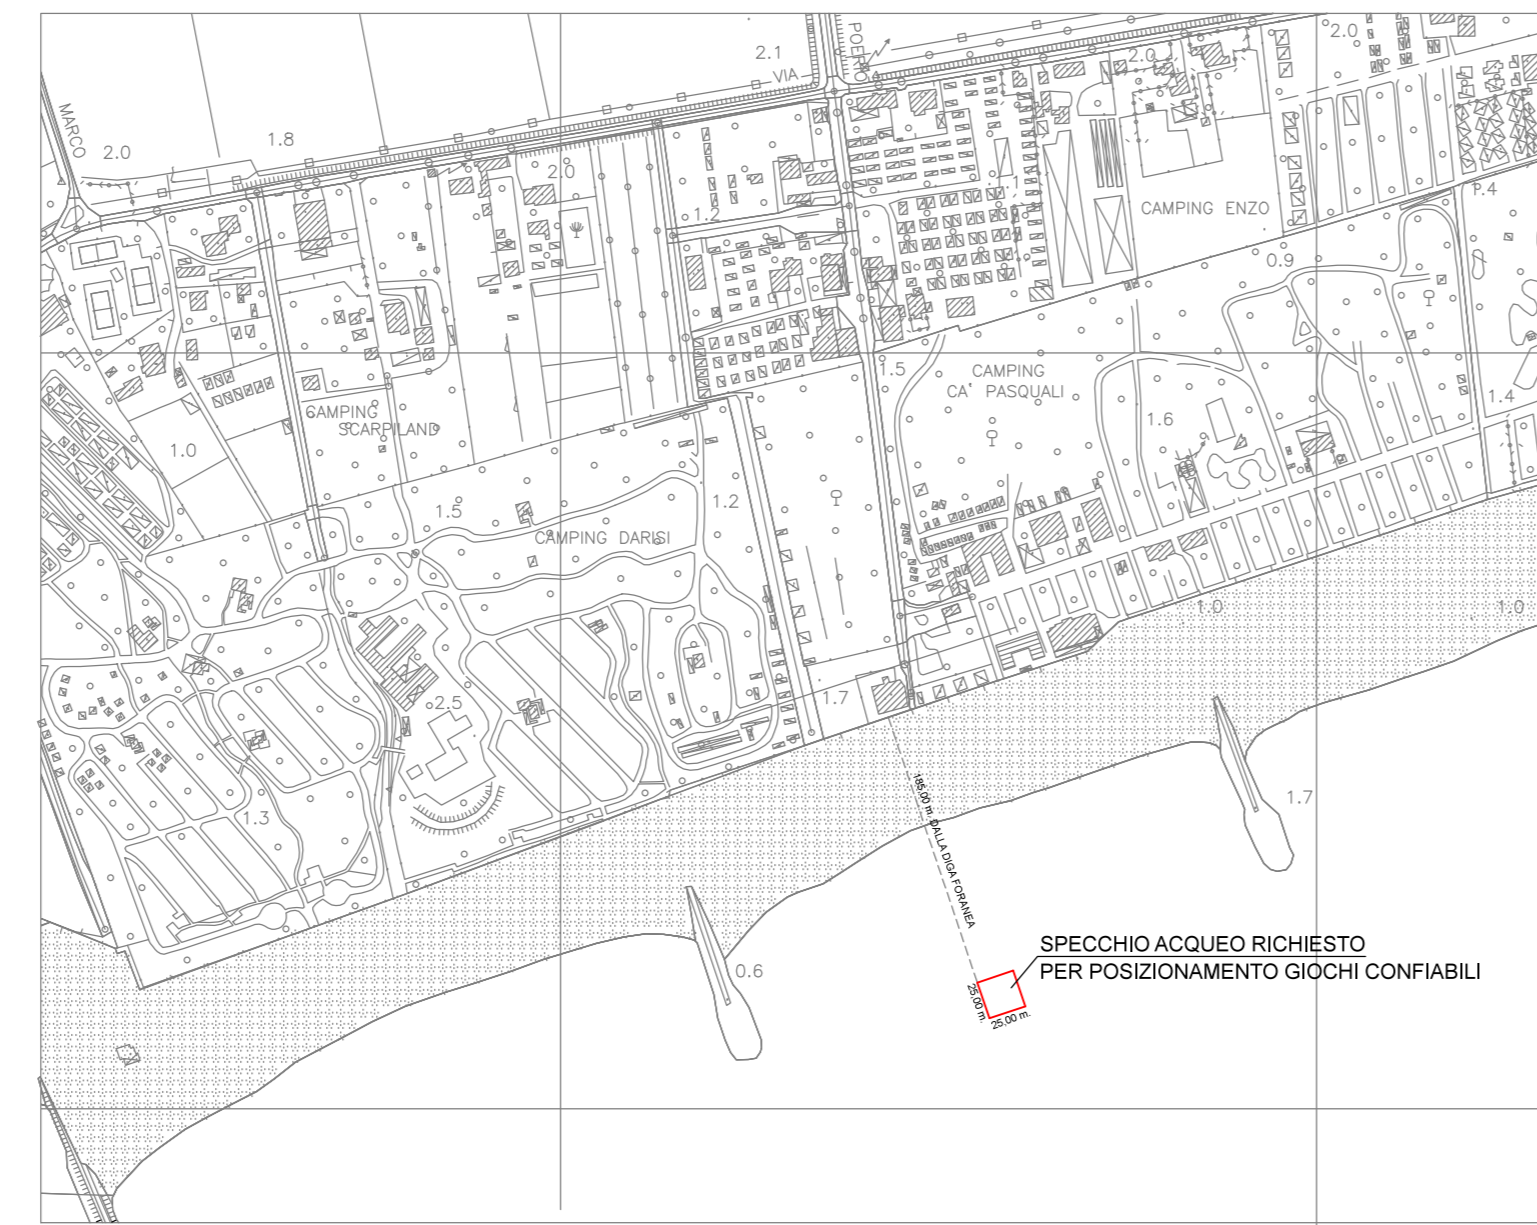 2.1
POERIO
VIA
2.0
2.0
MARCO
2.0
1.8
2.0
1.2
CAMPING ENZO
1.4
0.9
1.5
CAMPING
CA' PASQUALI
1.4
1.6
CAMPING
SCARPILAND
1.0
1.5
1.2
CAMPING DARISI
1.0
1.0
2.5
1.7
1.3
1.7
185,00 m. DALLA DIGA FORANEA
0.6
SPECCHIO ACQUEO RICHIESTO
PER POSIZIONAMENTO GIOCHI CONFIABILI
25,00 m.
25,00 m.